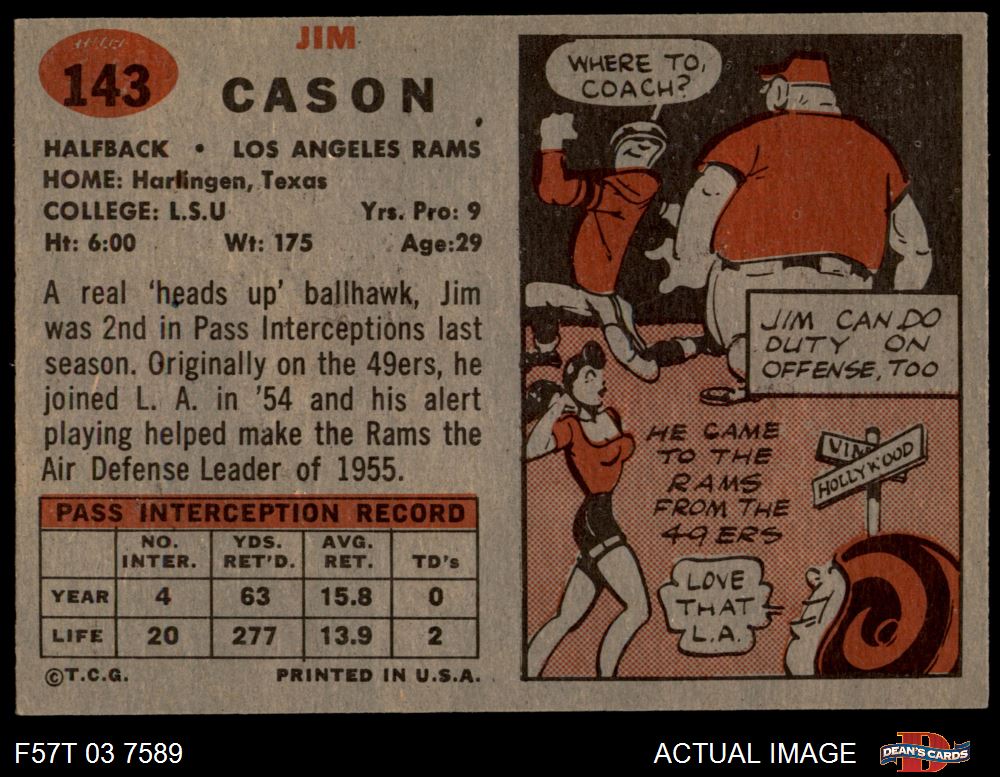 143
JIM
CASON
HALFBACK • LOS ANGELES RAMS
HOME: Harlingen, Texas
COLLEGE: L.S.U Yrs. Pro: 9
Ht: 6:00 Wt: 175 Age:29
A real 'heads up' ballhawk, Jim
was 2nd in Pass Interceptions last
season. Originally on the 49ers, he
joined L. A. in '54 and his alert
playing helped make the Rams the
Air Defense Leader of 1955.
PASS INTERCEPTION RECORD
NO. INTER. YDS. RET'D. AVG. RET. TD's
YEAR 4 63 15.8 0
LIFE 20 277 13.9 2
©T.C.G. PRINTED IN U.S.A.
WHERE TO,
COACH?
JIM CAN DO
DUTY ON
OFFENSE, TOO
HE CAME
TO THE
RAMS
FROM THE
49ERS
VINE
HOLLYWOOD
LOVE
THAT
L.A.
F57T 03 7589
ACTUAL IMAGE
DEAN'S CARDS